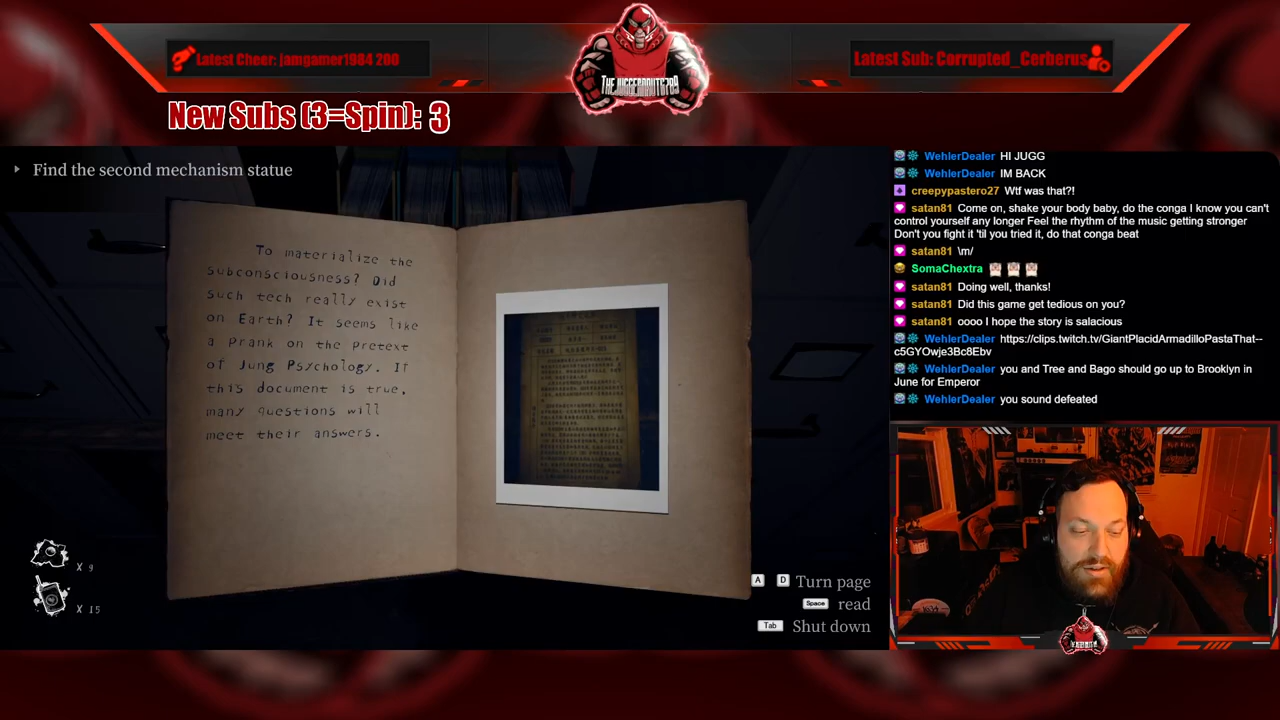 Latest Cheer: jamgamer1984 200
THEJUGGERNAUT6789
Latest Sub: Corrupted_Cerberus
New Subs (3=Spin): 3
Find the second mechanism statue
To materialize the
subconsciousness? Did
such tech really exist
on Earth? It seems like
a prank on the pretext
of Jung Psychology. If
this document is true,
many questions will
meet their answers.
X 9
X 15
A D Turn page
Space read
Tab Shut down
WehlerDealer HI JUGG
WehlerDealer IM BACK
creepypastero27 Wtf was that?!
satan81 Come on, shake your body baby, do the conga I know you can't
control yourself any longer Feel the rhythm of the music getting stronger
Don't you fight it 'til you tried it, do that conga beat
satan81 \m/
SomaChextra
satan81 Doing well, thanks!
satan81 Did this game get tedious on you?
satan81 oooo I hope the story is salacious
WehlerDealer https://clips.twitch.tv/GiantPlacidArmadilloPastaThat--
c5GYOwje3Bc8Ebv
WehlerDealer you and Tree and Bago should go up to Brooklyn in
June for Emperor
WehlerDealer you sound defeated